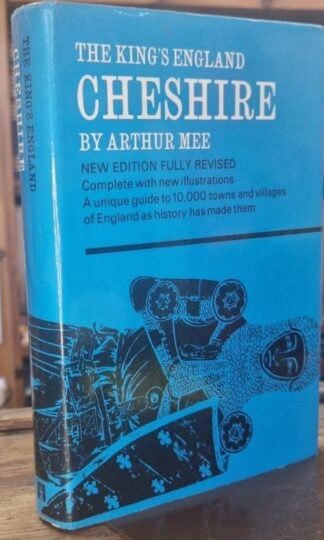 THE KING'S ENGLAND
CHESHIRE
BY ARTHUR MEE
NEW EDITION FULLY REVISED
Complete with new illustrations
A unique guide to 10,000 towns and villages
of England as history has made them
THE KING'S ENGLAND
CHESHIRE